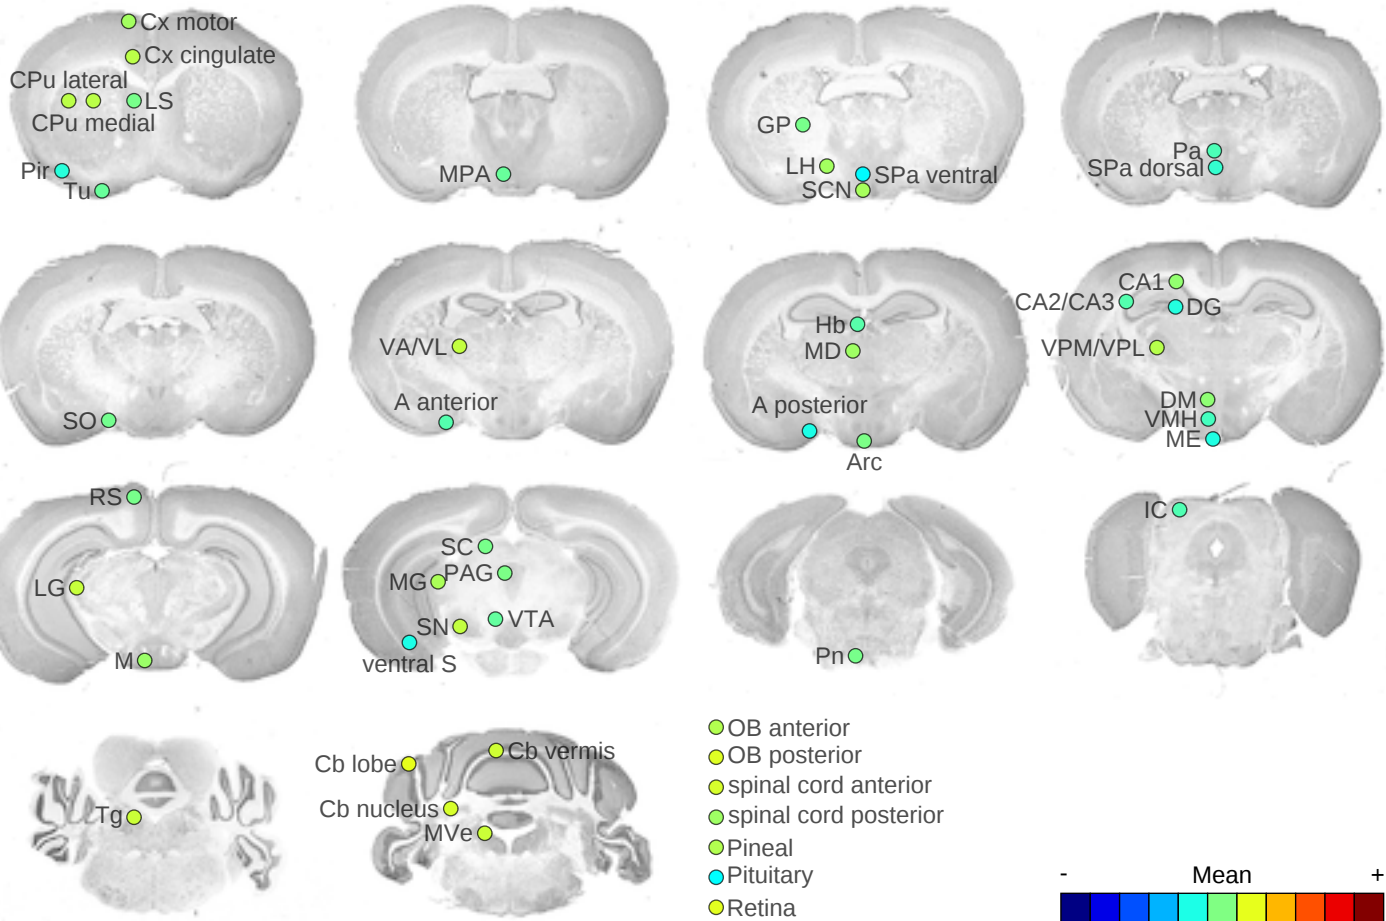 Cx motor
Cx cingulate
CPu lateral
LS
CPu medial
Pir
Tu
MPA
GP
LH
SPa ventral
SCN
Pa
SPa dorsal
SO
VA/VL
A anterior
Hb
MD
A posterior
Arc
CA1
CA2/CA3
DG
VPM/VPL
DM
VMH
ME
RS
LG
M
SC
MG
PAG
SN
VTA
ventral S
Pn
IC
Tg
Cb lobe
Cb vermis
Cb nucleus
MVe
OB anterior
OB posterior
spinal cord anterior
spinal cord posterior
Pineal
Pituitary
Retina
- Mean +